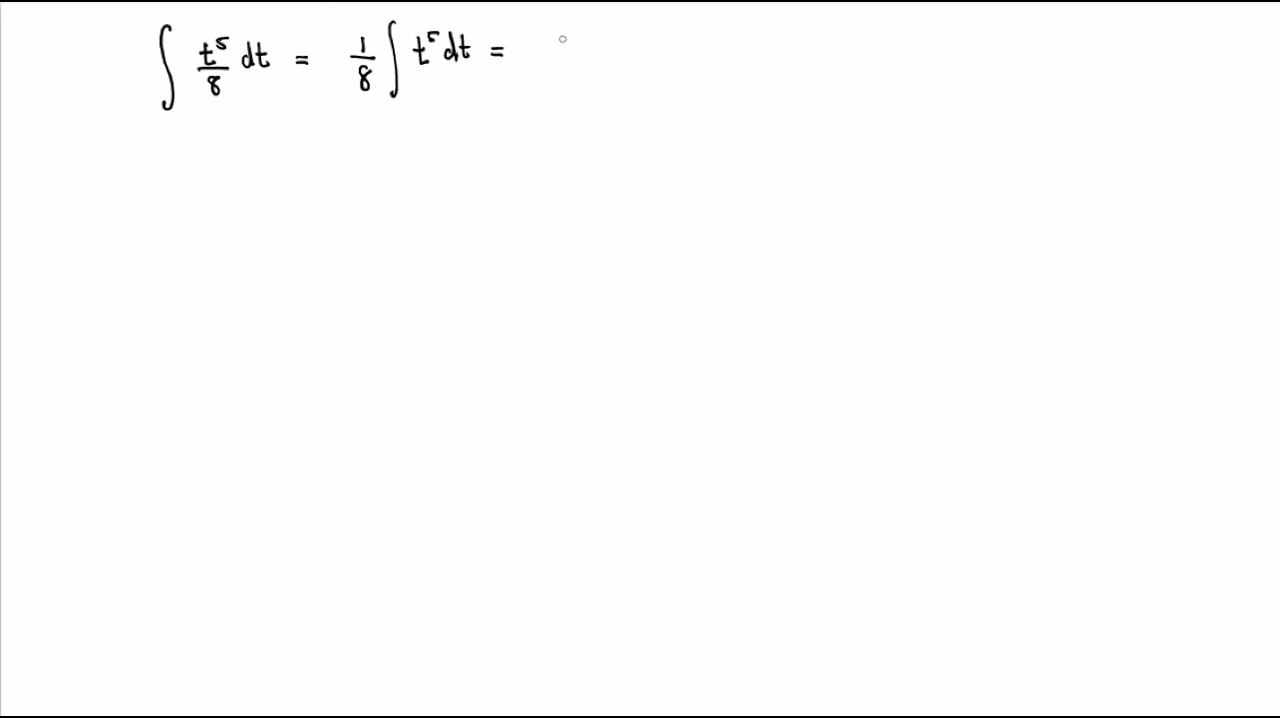 ∫ t⁵/8 dt = 1/8 ∫ t⁵ dt =